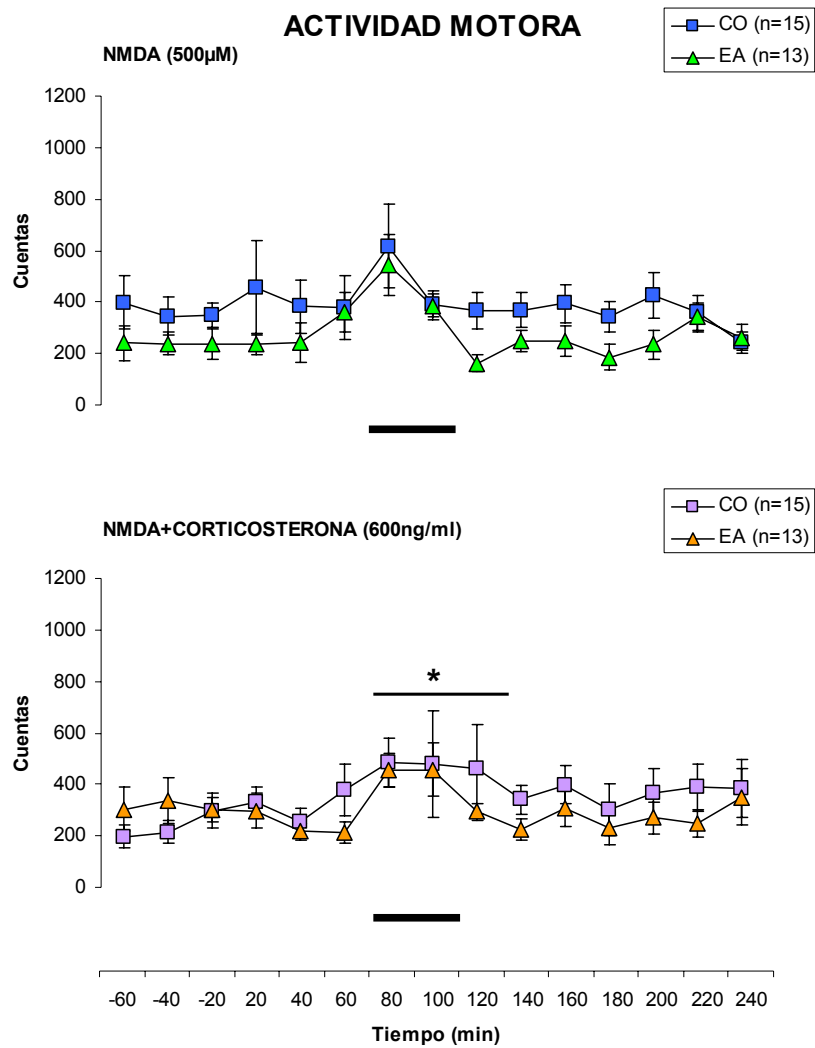 ACTIVIDAD MOTORA
NMDA (500µM)
CO (n=15)
EA (n=13)
1200
1000
800
600
400
200
0
Cuentas
NMDA+CORTICOSTERONA (600ng/ml)
CO (n=15)
EA (n=13)
1200
1000
800
600
400
200
0
Cuentas
*
-60 -40 -20 20 40 60 80 100 120 140 160 180 200 220 240
Tiempo (min)